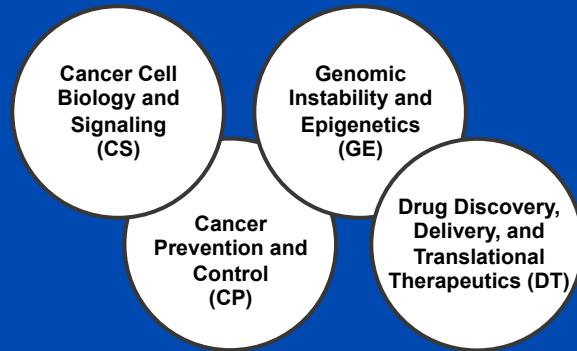 Cancer Cell
Biology and
Signaling
(CS)
Genomic
Instability and
Epigenetics
(GE)
Cancer
Prevention and
Control
(CP)
Drug Discovery,
Delivery, and
Translational
Therapeutics (DT)